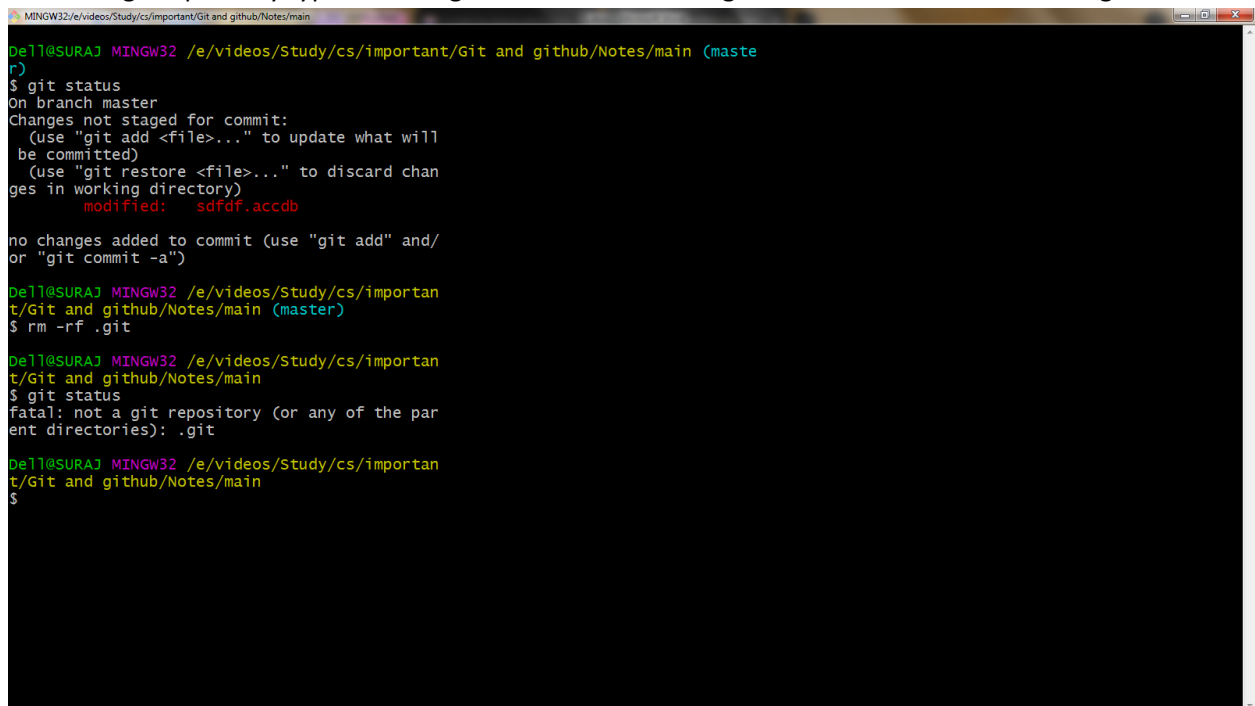 MINGW32:/e/videos/Study/cs/important/Git and github/Notes/main
Dell@SURAJ MINGW32 /e/videos/Study/cs/important/Git and github/Notes/main (maste
r)
$ git status
On branch master
Changes not staged for commit:
  (use "git add <file>..." to update what will
 be committed)
  (use "git restore <file>..." to discard chan
ges in working directory)
        modified:   sdfdf.accdb

no changes added to commit (use "git add" and/
or "git commit -a")

Dell@SURAJ MINGW32 /e/videos/Study/cs/importan
t/Git and github/Notes/main (master)
$ rm -rf .git

Dell@SURAJ MINGW32 /e/videos/Study/cs/importan
t/Git and github/Notes/main
$ git status
fatal: not a git repository (or any of the par
ent directories): .git

Dell@SURAJ MINGW32 /e/videos/Study/cs/importan
t/Git and github/Notes/main
$